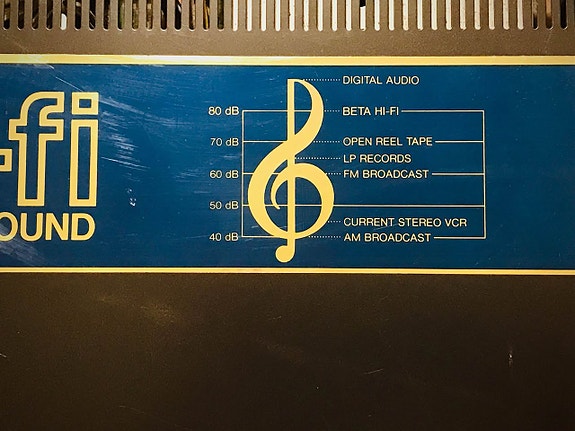 -fi
OUND
DIGITAL AUDIO
80 dB BETA HI-FI
70 dB OPEN REEL TAPE
LP RECORDS
60 dB FM BROADCAST
50 dB
CURRENT STEREO VCR
40 dB AM BROADCAST